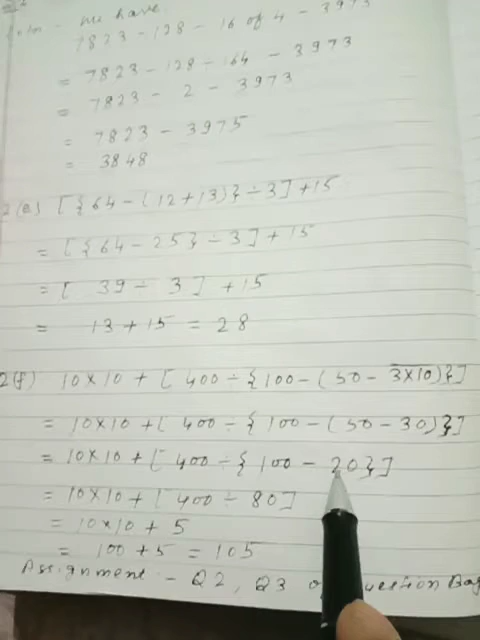 we have
7823 - 128 ÷ 16 of 4 - 3973
= 7823 - 128 ÷ 64 - 3973
= 7823 - 2 - 3973
= 7823 - 3975
= 3848
2(e) [{64 - (12+13)} ÷ 3] + 15
= [{64 - 25} ÷ 3] + 15
= [ 39 ÷ 3 ] + 15
= 13 + 15 = 28
2(f) 10×10 + [ 400 ÷ {100 - (50 - 3×10)}]
= 10×10 + [ 400 ÷ {100 - (50 - 30)}]
= 10×10 + [ 400 ÷ {100 - 20}]
= 10×10 + [ 400 ÷ 80]
= 10×10 + 5
= 100 + 5 = 105
Assignment - Q2, Q3